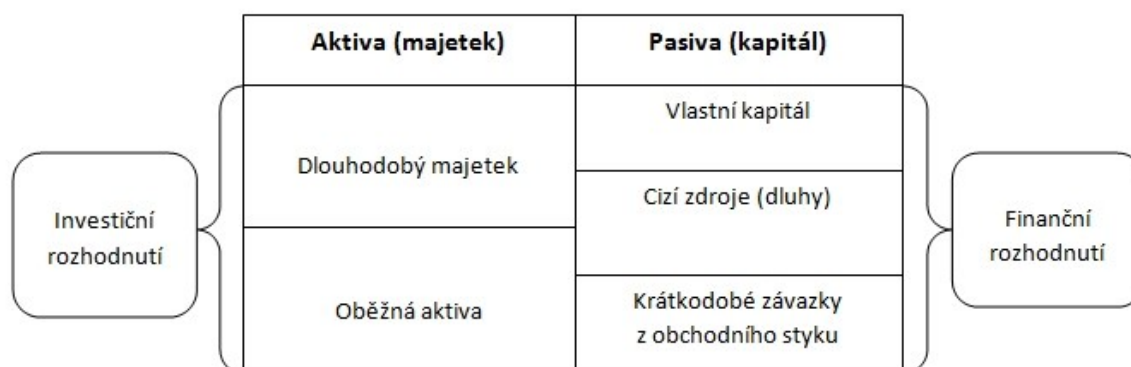 Aktiva (majetek)
Pasiva (kapitál)
Investiční
rozhodnutí
Dlouhodobý majetek
Oběžná aktiva
Vlastní kapitál
Cizí zdroje (dluhy)
Krátkodobé závazky
z obchodního styku
Finanční
rozhodnutí